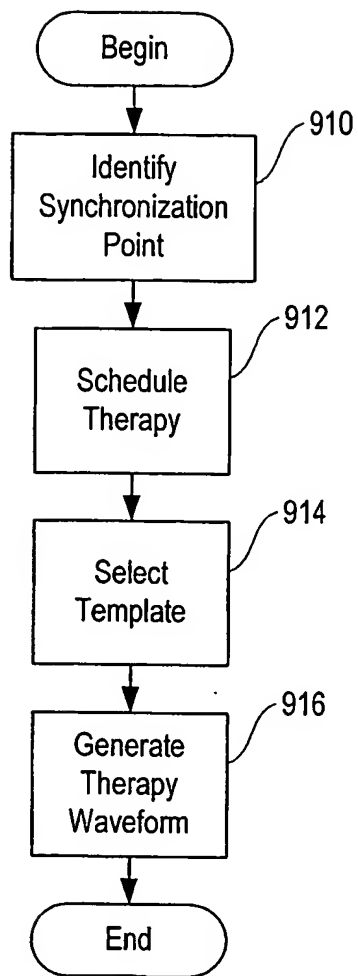 Begin
910
Identify
Synchronization
Point
912
Schedule
Therapy
914
Select
Template
916
Generate
Therapy
Waveform
End